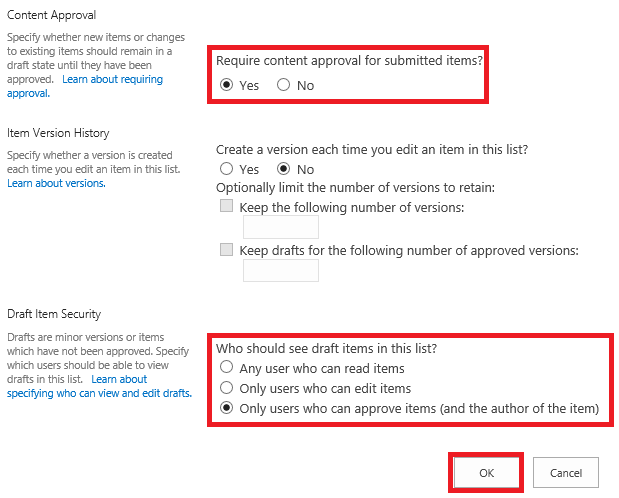 Content Approval
Specify whether new items or changes
to existing items should remain in a
draft state until they have been
approved. Learn about requiring
approval.
Require content approval for submitted items?
Yes No
Item Version History
Specify whether a version is created
each time you edit an item in this list.
Learn about versions.
Create a version each time you edit an item in this list?
Yes No
Optionally limit the number of versions to retain:
Keep the following number of versions:
Keep drafts for the following number of approved versions:
Draft Item Security
Drafts are minor versions or items
which have not been approved. Specify
which users should be able to view
drafts in this list. Learn about
specifying who can view and edit drafts.
Who should see draft items in this list?
Any user who can read items
Only users who can edit items
Only users who can approve items (and the author of the item)
OK Cancel